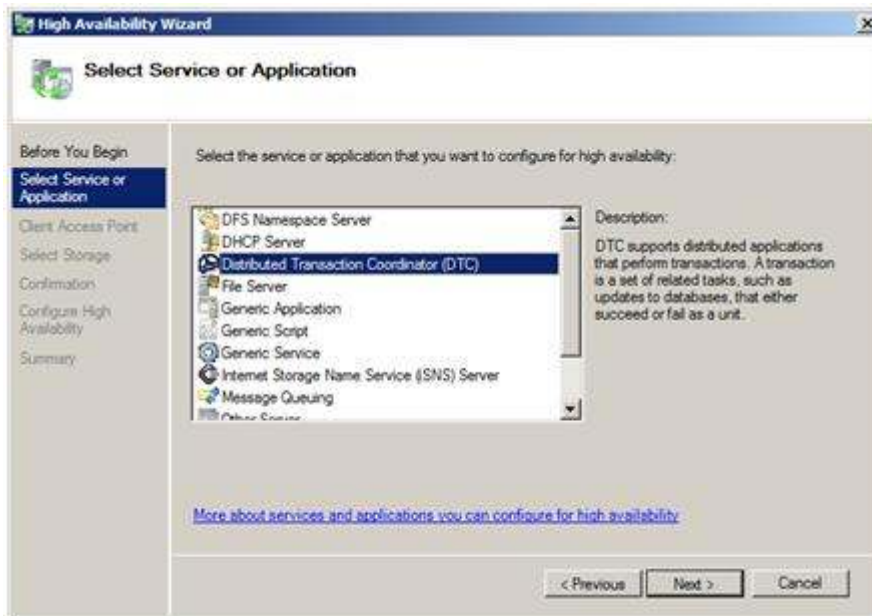 High Availability Wizard
Select Service or Application
Before You Begin
Select Service or
Application
Client Access Point
Select Storage
Confirmation
Configure High
Availability
Summary
Select the service or application that you want to configure for high availability:
DFS Namespace Server
DHCP Server
Distributed Transaction Coordinator (DTC)
File Server
Generic Application
Generic Script
Generic Service
Internet Storage Name Service (iSNS) Server
Message Queuing
Other Server
Description:
DTC supports distributed applications
that perform transactions. A transaction
is a set of related tasks, such as
updates to databases, that either
succeed or fail as a unit.
More about services and applications you can configure for high availability
< Previous
Next >
Cancel